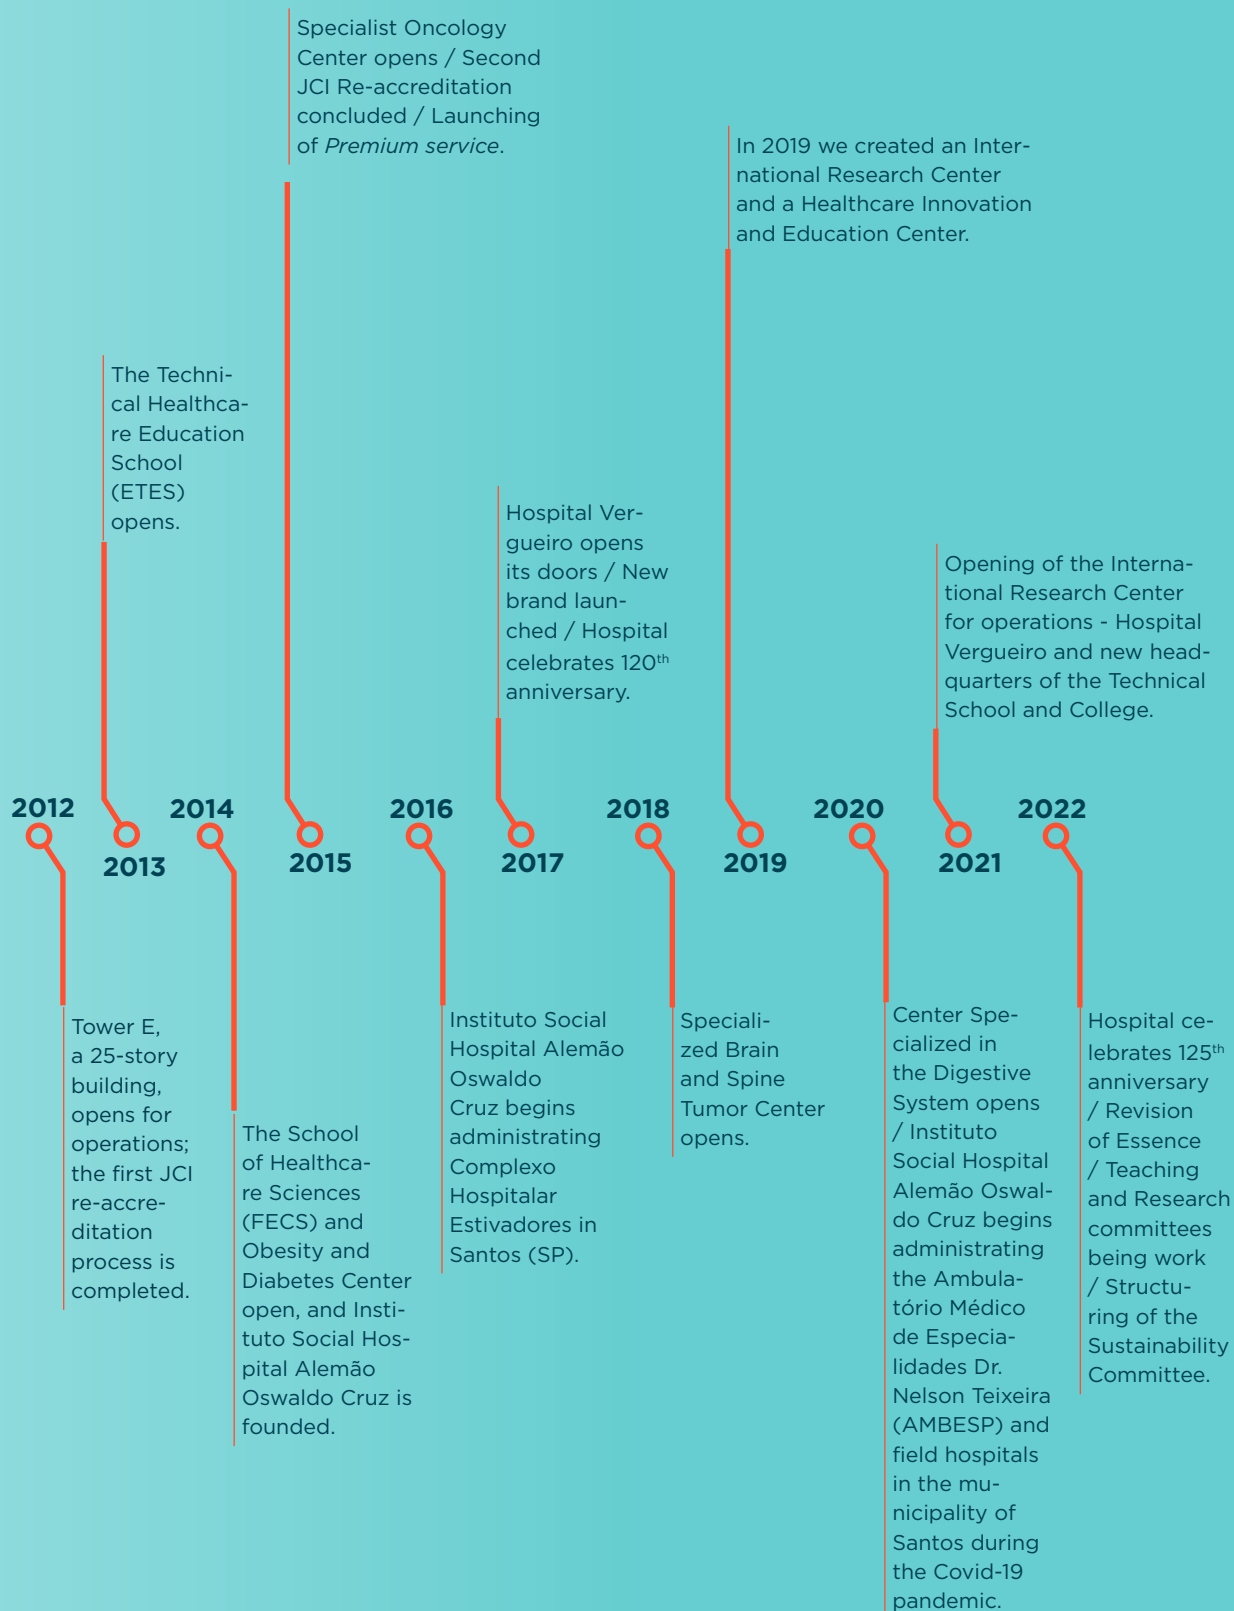 Specialist Oncology
Center opens / Second
JCI Re-accreditation
concluded / Launching
of Premium service.
In 2019 we created an Inter-
national Research Center
and a Healthcare Innovation
and Education Center.
The Techni-
cal Healthca-
re Education
School
(ETES)
opens.
Hospital Ver-
gueiro opens
its doors / New
brand laun-
ched / Hospital
celebrates 120th
anniversary.
Opening of the Interna-
tional Research Center
for operations - Hospital
Vergueiro and new head-
quarters of the Technical
School and College.
2012
2013
2014
2015
2016
2017
2018
2019
2020
2021
2022
Tower E,
a 25-story
building,
opens for
operations;
the first JCI
re-accre-
ditation
process is
completed.
The School
of Healthca-
re Sciences
(FECS) and
Obesity and
Diabetes Center
open, and Insti-
tuto Social Hos-
pital Alemão
Oswaldo Cruz is
founded.
Instituto Social
Hospital Alemão
Oswaldo
Cruz begins
administrating
Complexo
Hospitalar
Estivadores in
Santos (SP).
Speciali-
zed Brain
and Spine
Tumor Center
opens.
Center Spe-
cialized in
the Digestive
System opens
/ Instituto
Social Hospital
Alemão Oswal-
do Cruz begins
administrating
the Ambula-
tório Médico
de Especia-
lidades Dr.
Nelson Teixeira
(AMBESP) and
field hospitals
in the mu-
nicipality of
Santos during
the Covid-19
pandemic.
Hospital ce-
lebrates 125th
anniversary
/ Revision
of Essence
/ Teaching
and Research
committees
being work
/ Structu-
ring of the
Sustainability
Committee.